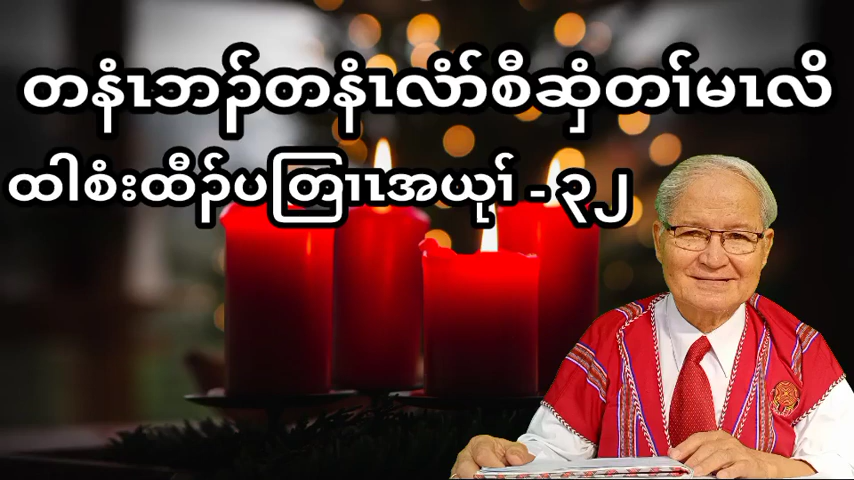 တနံၤဘၣ်တနံၤလံာ်စီဆှံတၢ်မၤလိ
ထါစံးထီၣ်ပတြၢၤအယုၢ် - ၃၂